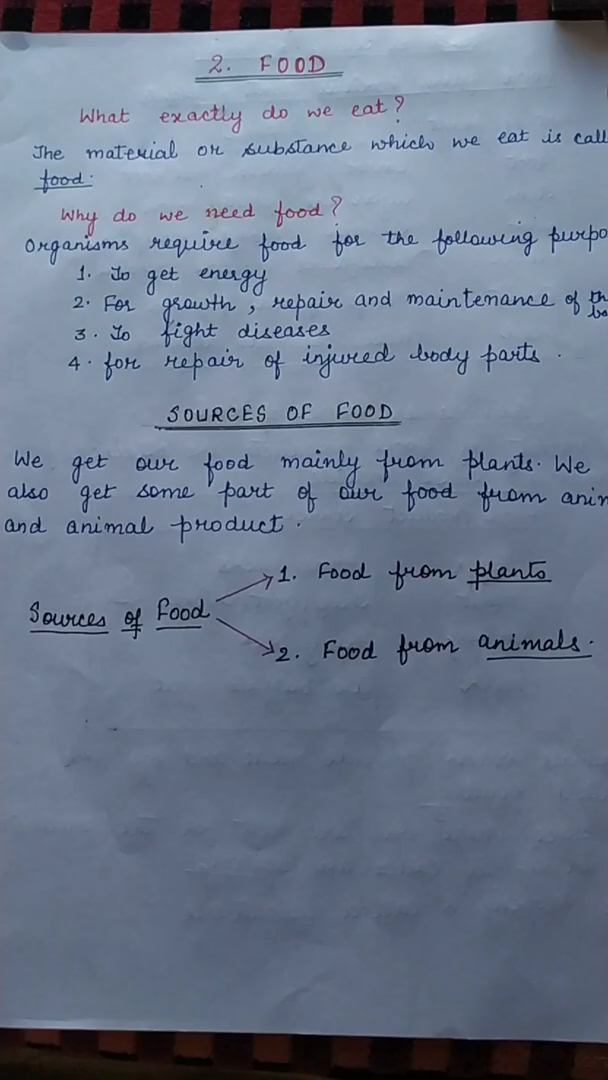 2. FOOD
What exactly do we eat?
The material or substance which we eat is call
food.
Why do we need food?
Organisms require food for the following purpo
1. To get energy
2. For growth, repair and maintenance of th
bo
3. To fight diseases
4. for repair of injured body parts.
SOURCES OF FOOD
We get our food mainly from plants. We
also get some part of our food from anim
and animal product.
1. Food from plants
Sources of Food
2. Food from animals.